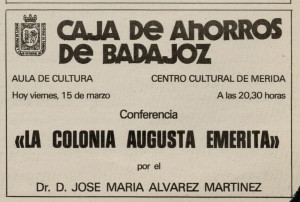 CAJA DE AHORROS
DE BADAJOZ
AULA DE CULTURA CENTRO CULTURAL DE MERIDA
Hoy viernes, 15 de marzo A las 20,30 horas
Conferencia
«LA COLONIA AUGUSTA EMERITA»
por el
Dr. D. JOSE MARIA ALVAREZ MARTINEZ